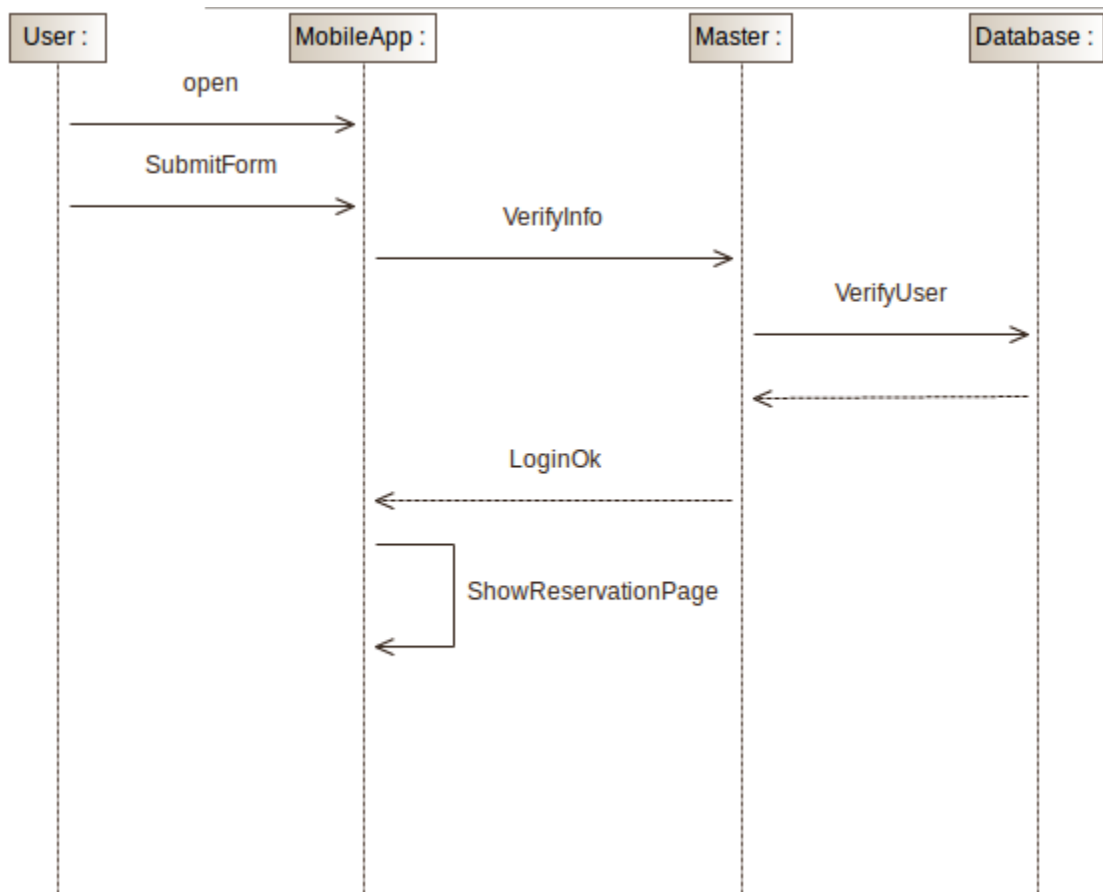 User :
MobileApp :
Master :
Database :
open
SubmitForm
VerifyInfo
VerifyUser
LoginOk
ShowReservationPage